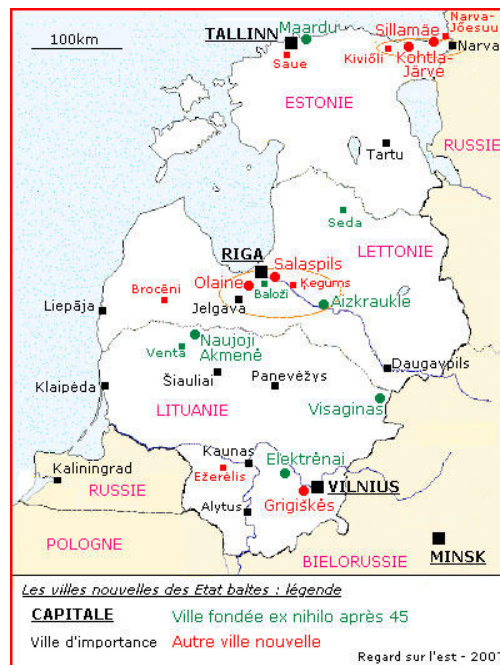 Narva-
Jõesuu
Maardu
Sillamäe
TALLINN
100km
Narva
Saue
Kiviõli
Kohtla-
Järve
ESTONIE
RUSSIE
Tartu
Seda
RIGA
LETTONIE
Salaspils
Olaine
Ķegums
Baloži
Brocēni
Aizkraukle
Liepāja
Jelgava
Naujoji
Akmenė
Venta
Daugavpils
Šiauliai
Panevėžys
Klaipėda
LITUANIE
Visaginas
Kaunas
Elektrėnai
Kaliningrad
Ežerėlis
RUSSIE
VILNIUS
Grigiškės
Alytus
POLOGNE
MINSK
BIELORUSSIE
Les villes nouvelles des Etat baltes : légende
CAPITALE Ville fondée ex nihilo après 45
Ville d'importance Autre ville nouvelle
Regard sur l'est - 2007